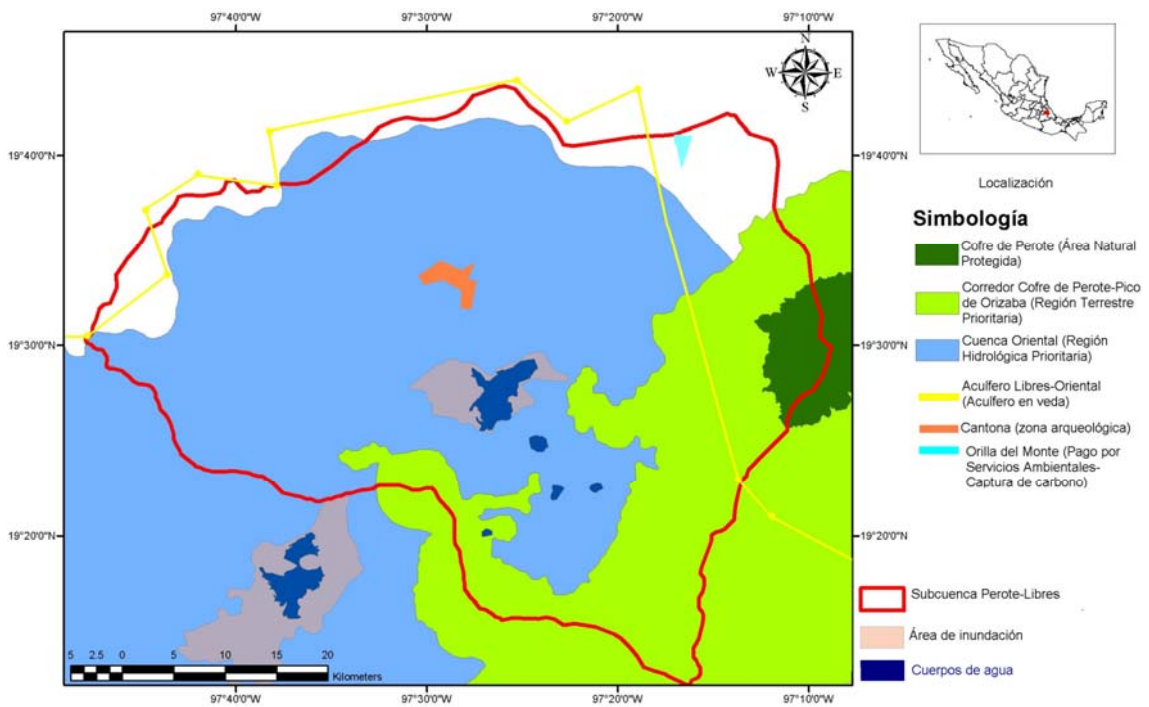 97°40'0"W 97°30'0"W 97°20'0"W 97°10'0"W
N
W E
S
19°40'0"N 19°40'0"N
19°30'0"N 19°30'0"N
19°20'0"N 19°20'0"N
5 2.5 0 5 10 15 20
Kilometers
97°40'0"W 97°30'0"W 97°20'0"W 97°10'0"W
Localización
Simbología
Cofre de Perote (Área Natural
Protegida)
Corredor Cofre de Perote-Pico
de Orizaba (Región Terrestre
Prioritaria)
Cuenca Oriental (Región
Hidrológica Prioritaria)
Acuífero Libres-Oriental
(Acuífero en veda)
Cantona (zona arqueológica)
Orilla del Monte (Pago por
Servicios Ambientales-
Captura de carbono)
Subcuenca Perote-Libres
Área de inundación
Cuerpos de agua